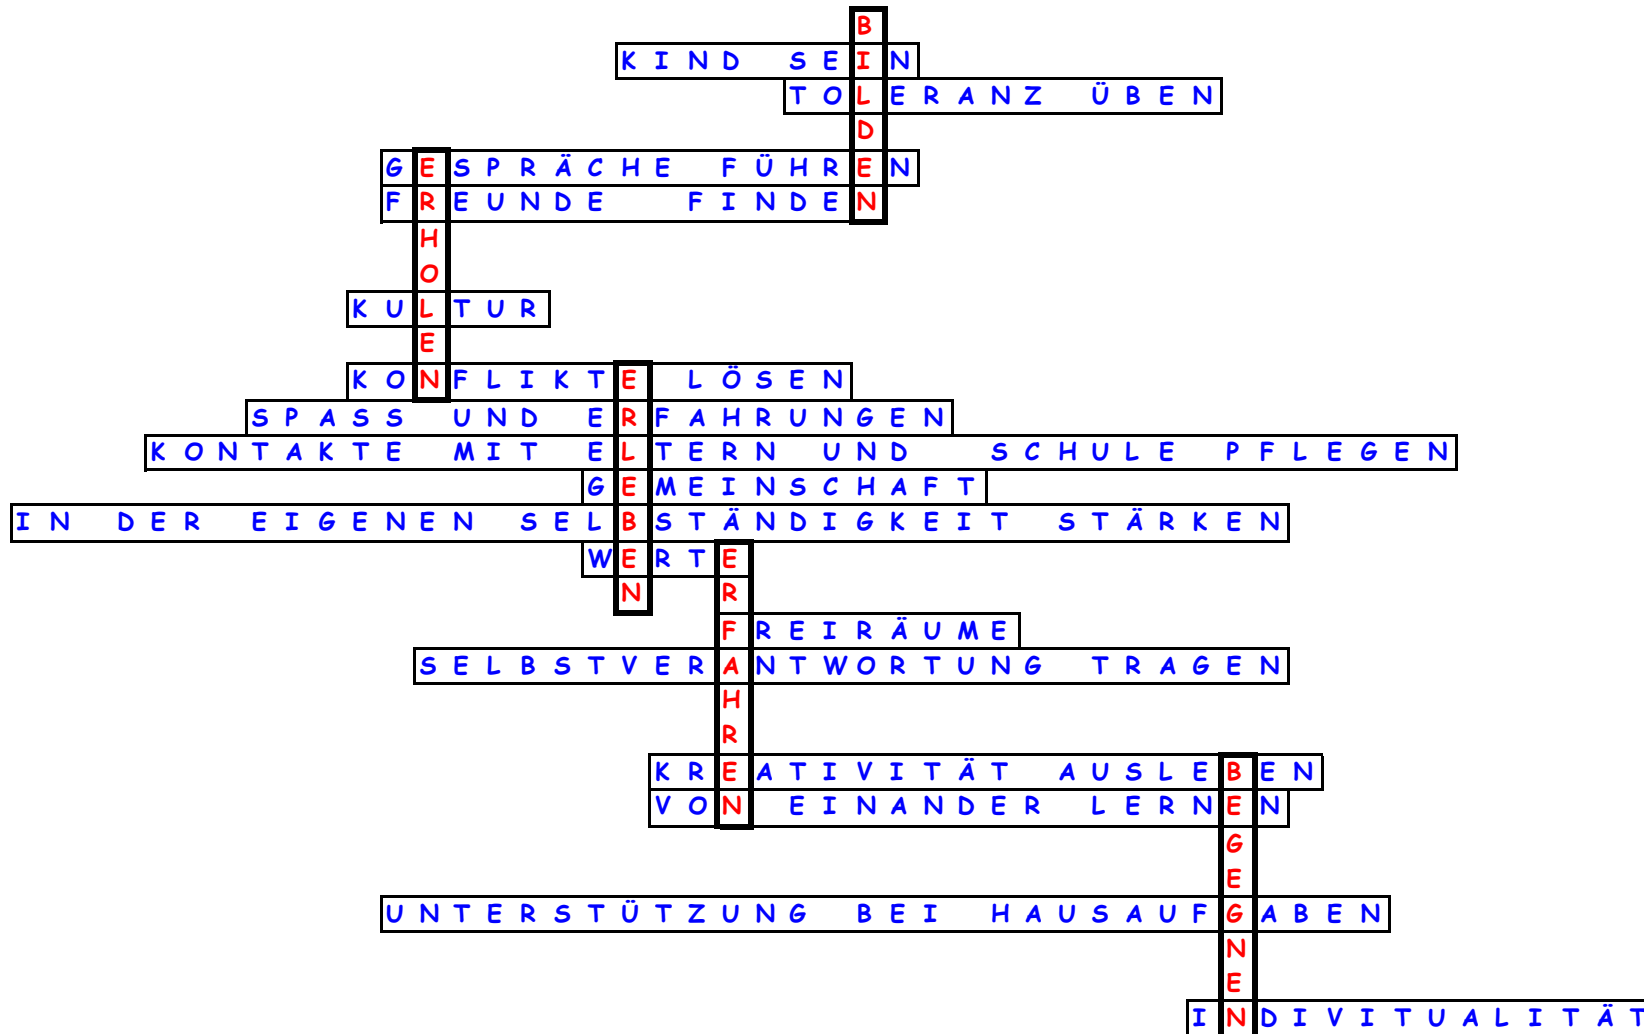 B
KIND SEIN
TOLERANZ ÜBEN
D
GESPRÄCHE FÜHREN
FREUNDE FINDEN
H
O
KULTUR
E
KONFLIKTE LÖSEN
SPASS UND ERFAHRUNGEN
KONTAKTE MIT ELTERN UND SCHULE PFLEGEN
GEMEINSCHAFT
IN DER EIGENEN SELBSTÄNDIGKEIT STÄRKEN
WERTE
N R
FREIRÄUME
SELBSTVERANTWORTUNG TRAGEN
H
R
KREATIVITÄT AUSLEBEN
VON EINANDER LERNEN
G
E
UNTERSTÜTZUNG BEI HAUSAUFGABEN
N
E
INDIVITUALITÄT